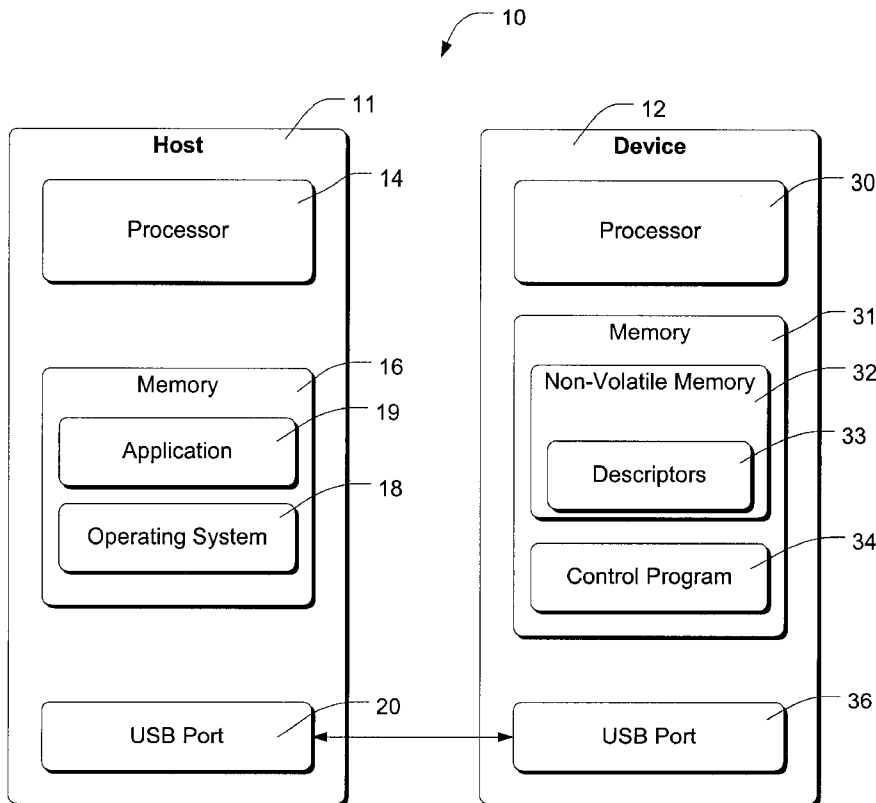 10
11
Host
14
Processor
16
Memory
19
Application
18
Operating System
20
USB Port
12
Device
30
Processor
31
Memory
32
Non-Volatile Memory
33
Descriptors
34
Control Program
36
USB Port